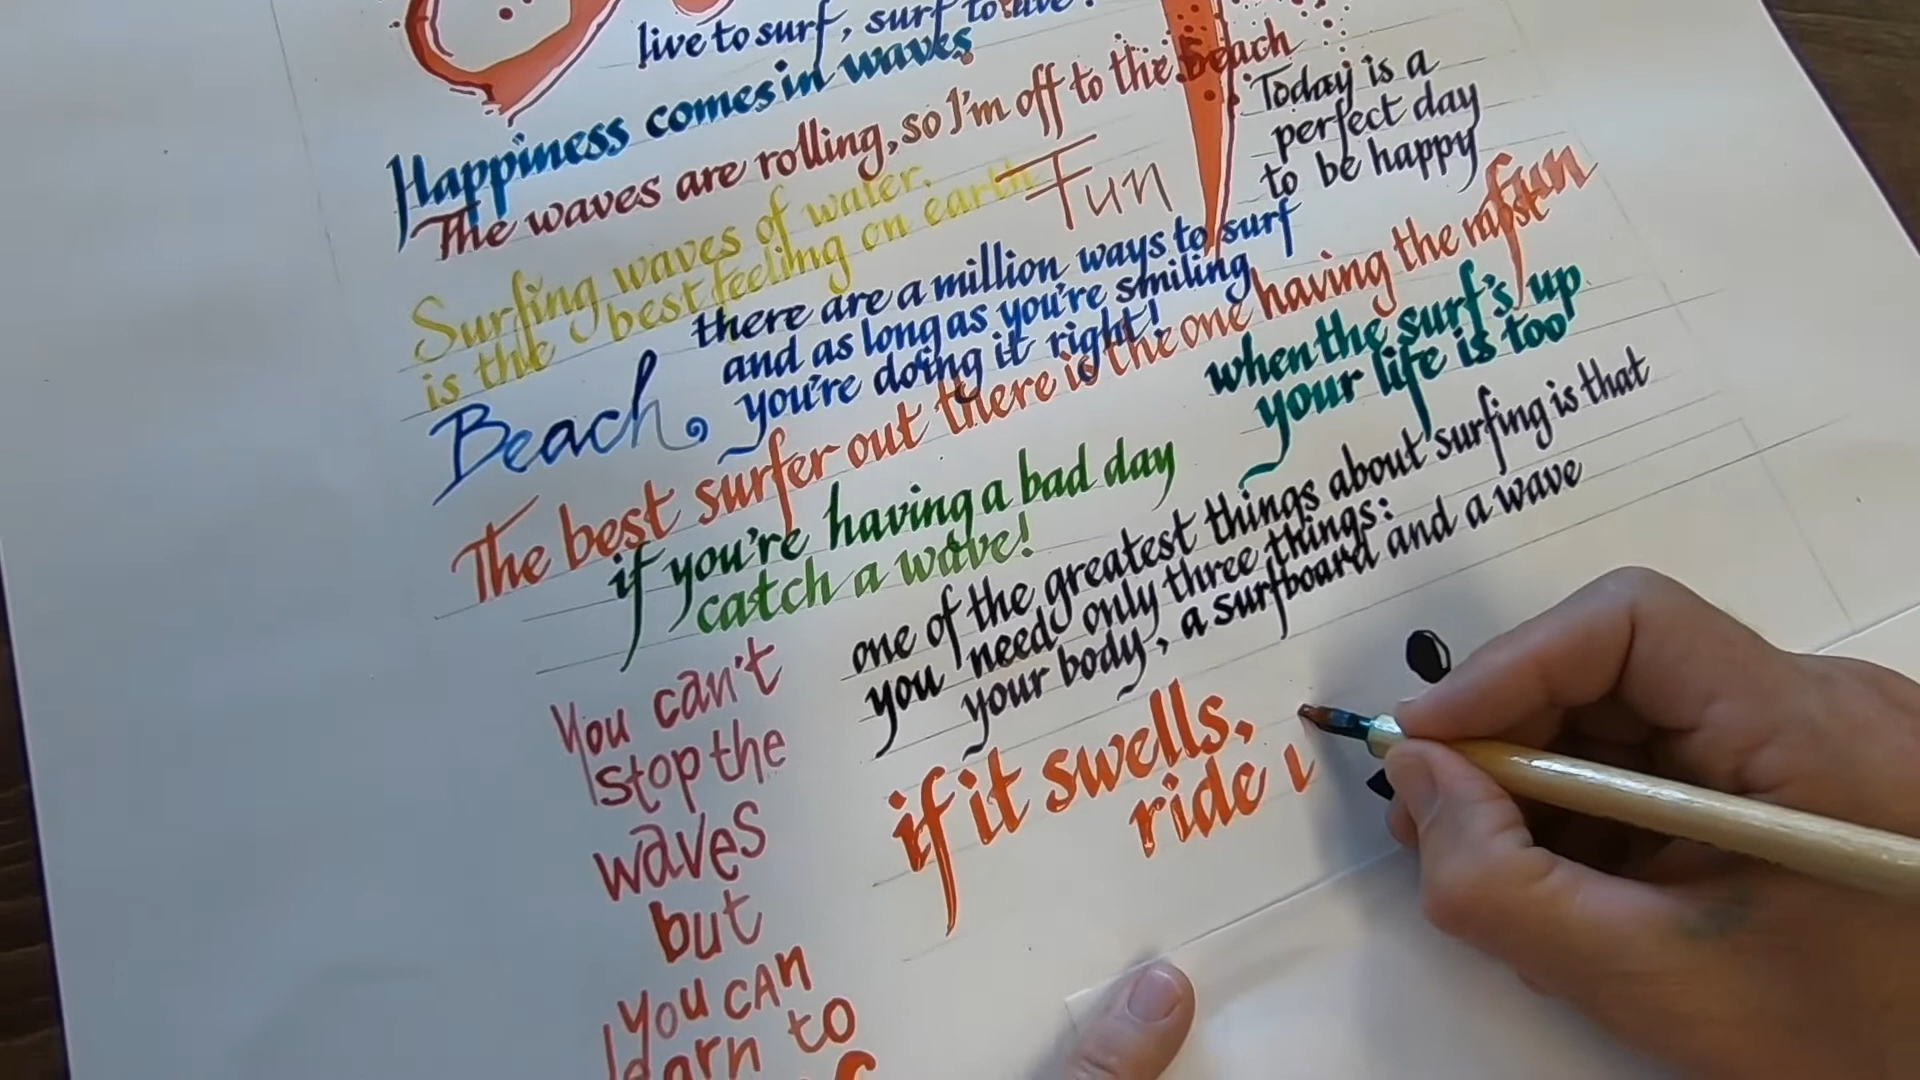 live to surf, surf to live.
Happiness comes in waves
The waves are rolling, so I'm off to the beach
Today is a
perfect day
to be happy
Surfing waves of water.
is the best feeling on earth
Fun
there are a million ways to surf
and as long as you're smiling
you're doing it right!
Beach
The best surfer out there is the one having the most fun
when the surf's up
your life is too
if you're having a bad day
catch a wave!
one of the greatest things about surfing is that
you need only three things:
your body, a surfboard and a wave
if it swells,
ride i
You can't
stop the
waves
but
you can
learn to